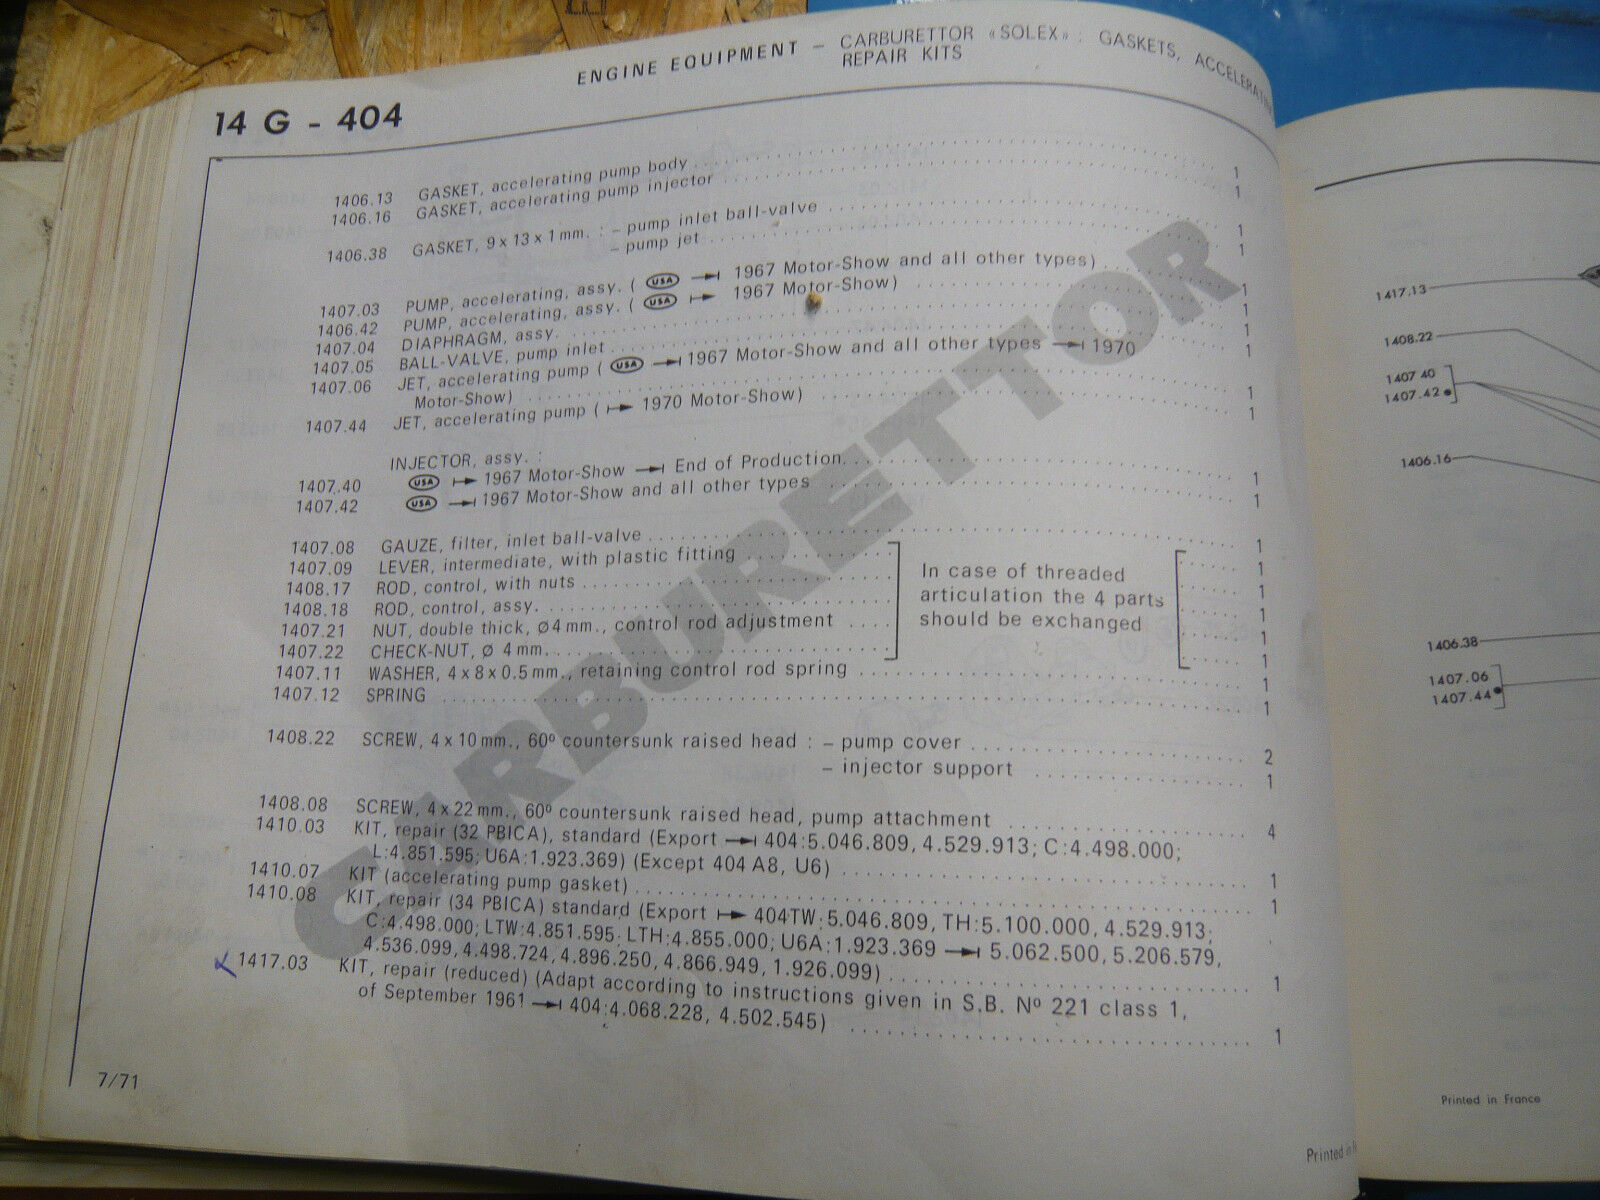 ENGINE EQUIPMENT – CARBURETTOR «SOLEX» : GASKETS, ACCELERATING
REPAIR KITS
14 G - 404
1406.13 GASKET, accelerating pump body 1
1406.16 GASKET, accelerating pump injector 1
1406.38 GASKET, 9 x 13 x 1 mm. : – pump inlet ball-valve 1
– pump jet 1
1407.03 PUMP, accelerating, assy. ( USA →| 1967 Motor-Show and all other types) 1
1406.42 PUMP, accelerating, assy. ( USA |→ 1967 Motor-Show) 1
1407.04 DIAPHRAGM, assy. 1
1407.05 BALL-VALVE, pump inlet 1
1407.06 JET, accelerating pump ( USA →| 1967 Motor-Show and all other types →| 1970
Motor-Show) 1
1407.44 JET, accelerating pump ( |→ 1970 Motor-Show) 1
INJECTOR, assy. :
1407.40 USA |→ 1967 Motor-Show →| End of Production 1
1407.42 USA →| 1967 Motor-Show and all other types 1
1407.08 GAUZE, filter, inlet ball-valve 1
1407.09 LEVER, intermediate, with plastic fitting 1
1408.17 ROD, control, with nuts 1
1408.18 ROD, control, assy. 1
1407.21 NUT, double thick, ø 4 mm., control rod adjustment 1
1407.22 CHECK-NUT, ø 4 mm. 1
In case of threaded
articulation the 4 parts
should be exchanged
1407.11 WASHER, 4 x 8 x 0.5 mm., retaining control rod spring 1
1407.12 SPRING 1
1408.22 SCREW, 4 x 10 mm., 60º countersunk raised head : – pump cover 2
– injector support 1
1408.08 SCREW, 4 x 22 mm., 60º countersunk raised head, pump attachment 4
1410.03 KIT, repair (32 PBICA), standard (Export →| 404:5.046.809, 4.529.913; C:4.498.000;
L:4.851.595; U6A:1.923.369) (Except 404 A8, U6) 1
1410.07 KIT (accelerating pump gasket) 1
1410.08 KIT, repair (34 PBICA) standard (Export |→ 404TW:5.046.809, TH:5.100.000, 4.529.913;
C:4.498.000; LTW:4.851.595; LTH:4.855.000; U6A:1.923.369 →| 5.062.500, 5.206.579,
4.536.099, 4.498.724, 4.896.250, 4.866.949, 1.926.099) 1
1417.03 KIT, repair (reduced) (Adapt according to instructions given in S.B. Nº 221 class 1,
of September 1961 →| 404:4.068.228, 4.502.545) 1
CARBURETTOR
7/71
Printed in
1417.13
1408.22
1407 40
1407.42●
1406.16
1406.38
1407.06
1407.44●
Printed in France